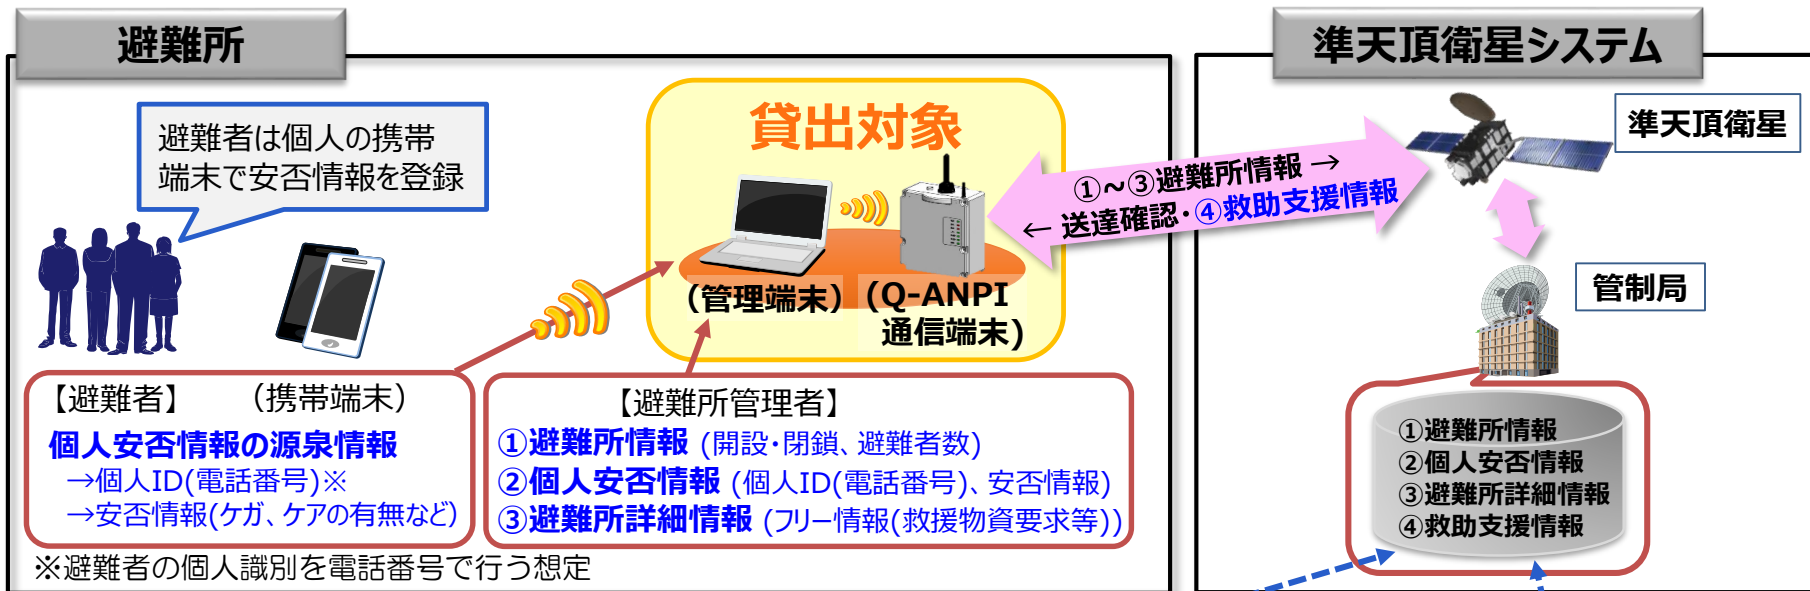 避難所
避難者は個人の携帯
端末で安否情報を登録
貸出対象
(管理端末)
(Q-ANPI
通信端末)
①~③避難所情報 →
← 送達確認・④救助支援情報
【避難者】 (携帯端末)
個人安否情報の源泉情報
→個人ID(電話番号)※
→安否情報(ケガ、ケアの有無など)
【避難所管理者】
①避難所情報 (開設・閉鎖、避難者数)
②個人安否情報 (個人ID(電話番号)、安否情報)
③避難所詳細情報 (フリー情報(救援物資要求等))
※避難者の個人識別を電話番号で行う想定
準天頂衛星システム
準天頂衛星
管制局
①避難所情報
②個人安否情報
③避難所詳細情報
④救助支援情報